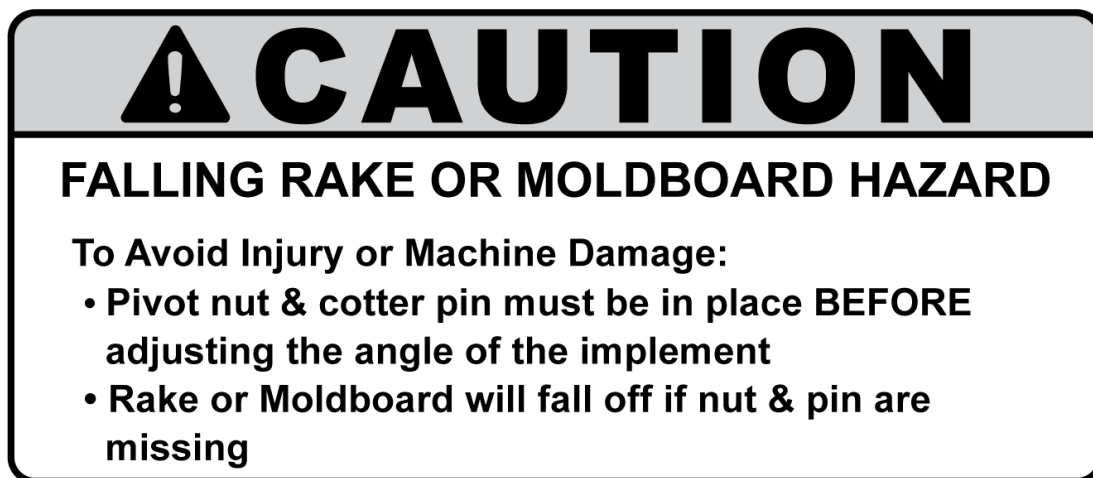 CAUTION
FALLING RAKE OR MOLDBOARD HAZARD
To Avoid Injury or Machine Damage:
• Pivot nut & cotter pin must be in place BEFORE
adjusting the angle of the implement
• Rake or Moldboard will fall off if nut & pin are
missing